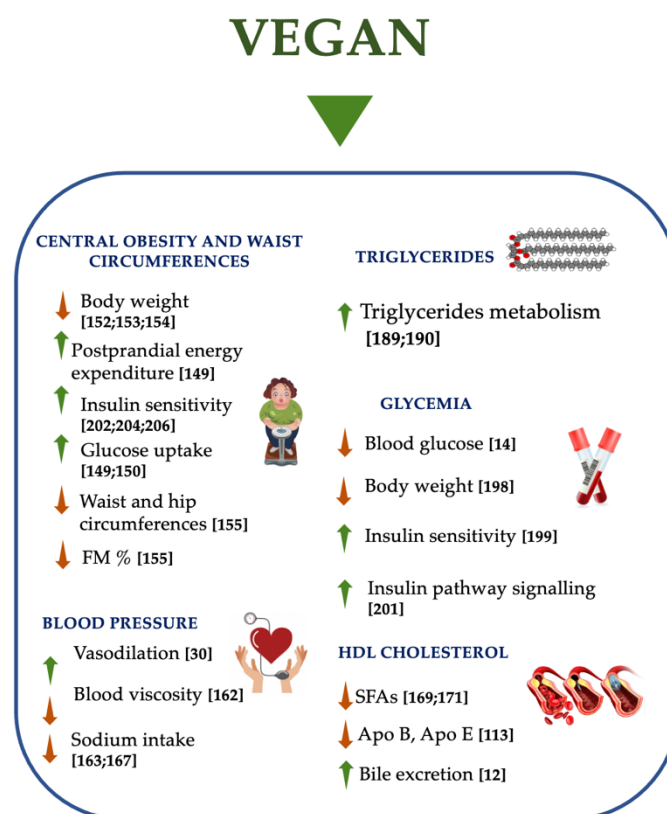 VEGAN
CENTRAL OBESITY AND WAIST
CIRCUMFERENCES
Body weight
[152;153;154]
Postprandial energy
expenditure [149]
Insulin sensitivity
[202;204;206]
Glucose uptake
[149;150]
Waist and hip
circumferences [155]
FM % [155]
BLOOD PRESSURE
Vasodilation [30]
Blood viscosity [162]
Sodium intake
[163;167]
TRIGLYCERIDES
Triglycerides metabolism
[189;190]
GLYCEMIA
Blood glucose [14]
Body weight [198]
Insulin sensitivity [199]
Insulin pathway signalling
[201]
HDL CHOLESTEROL
SFAs [169;171]
Apo B, Apo E [113]
Bile excretion [12]